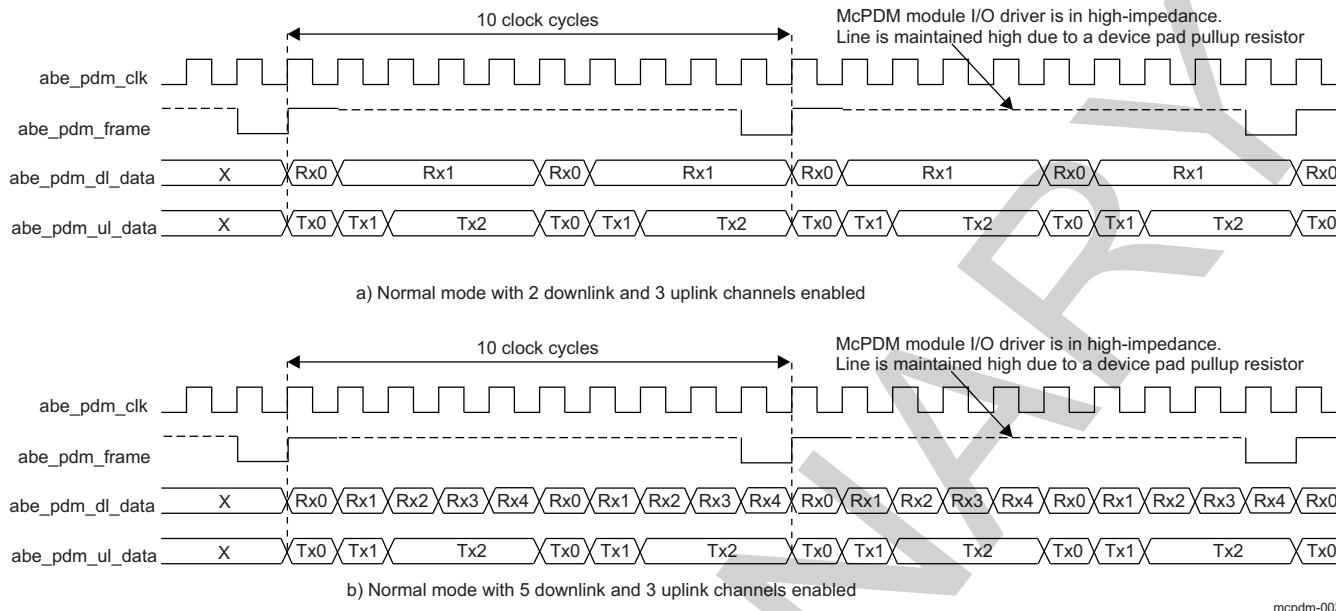 10 clock cycles
McPDM module I/O driver is in high-impedance.
Line is maintained high due to a device pad pullup resistor
abe_pdm_clk
abe_pdm_frame
abe_pdm_dl_data X Rx0 Rx1 Rx0 Rx1 Rx0 Rx1 Rx0 Rx1 Rx0
abe_pdm_ul_data X Tx0 Tx1 Tx2 Tx0 Tx1 Tx2 Tx0 Tx1 Tx2 Tx0 Tx1 Tx2 Tx0
a) Normal mode with 2 downlink and 3 uplink channels enabled
10 clock cycles
McPDM module I/O driver is in high-impedance.
Line is maintained high due to a device pad pullup resistor
abe_pdm_clk
abe_pdm_frame
abe_pdm_dl_data X Rx0 Rx1 Rx2 Rx3 Rx4 Rx0 Rx1 Rx2 Rx3 Rx4 Rx0 Rx1 Rx2 Rx3 Rx4 Rx0 Rx1 Rx2 Rx3 Rx4 Rx0
abe_pdm_ul_data X Tx0 Tx1 Tx2 Tx0 Tx1 Tx2 Tx0 Tx1 Tx2 Tx0 Tx1 Tx2 Tx0
b) Normal mode with 5 downlink and 3 uplink channels enabled
NARY